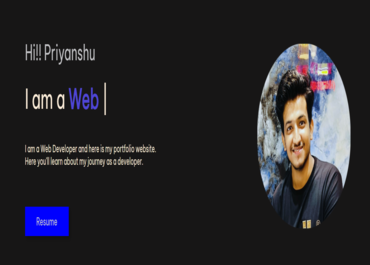 Hi!! Priyanshu
I am a Web |
I am a Web Developer and here is my portfolio website.
Here you'll learn about my journey as a developer.
Resume